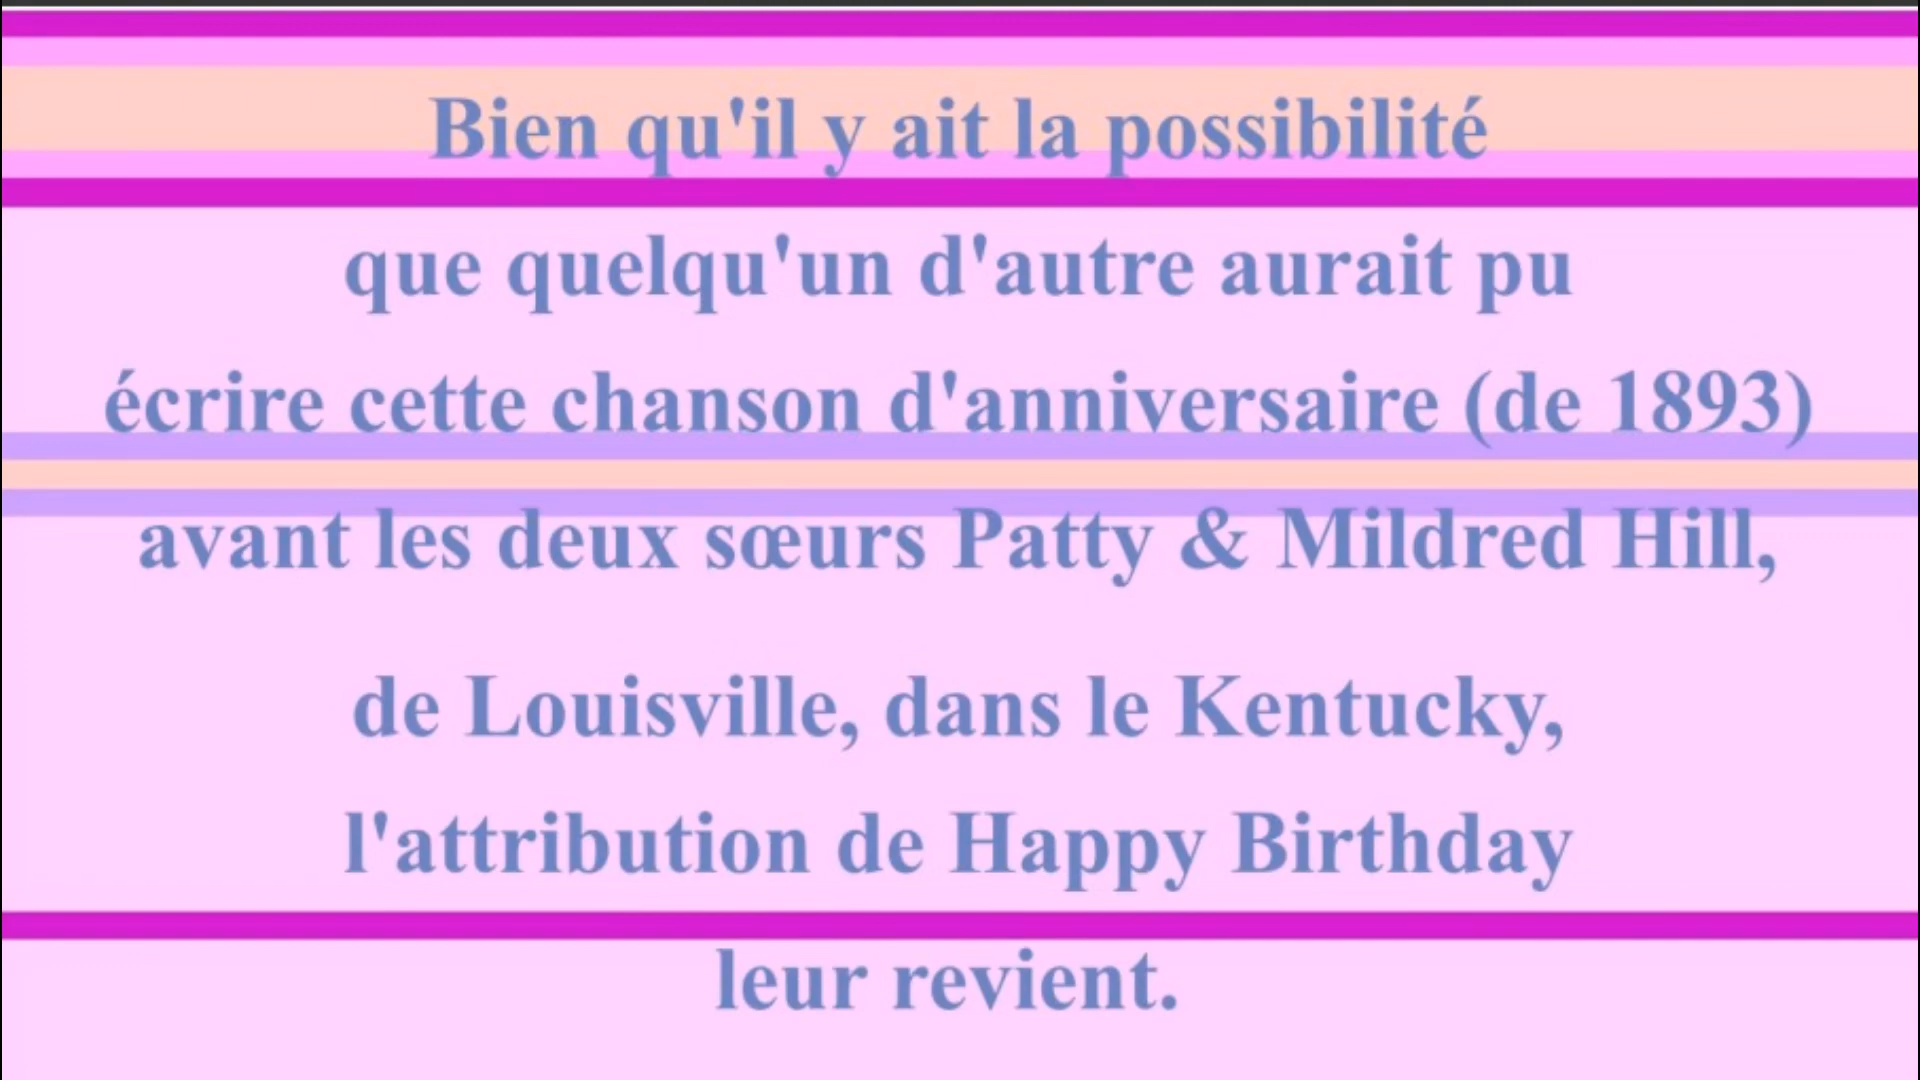 Bien qu'il y ait la possibilité
que quelqu'un d'autre aurait pu
écrire cette chanson d'anniversaire (de 1893)
avant les deux sœurs Patty & Mildred Hill,
de Louisville, dans le Kentucky,
l'attribution de Happy Birthday
leur revient.